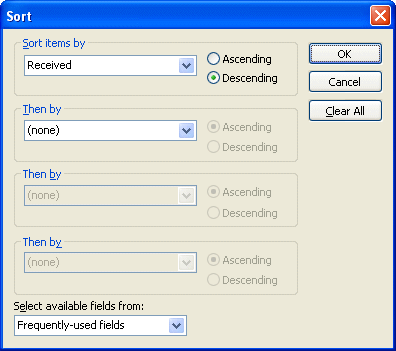 Sort
Sort items by
Received
Ascending
Descending
OK
Cancel
Clear All
Then by
(none)
Ascending
Descending
Then by
(none)
Ascending
Descending
Then by
(none)
Ascending
Descending
Select available fields from:
Frequently-used fields